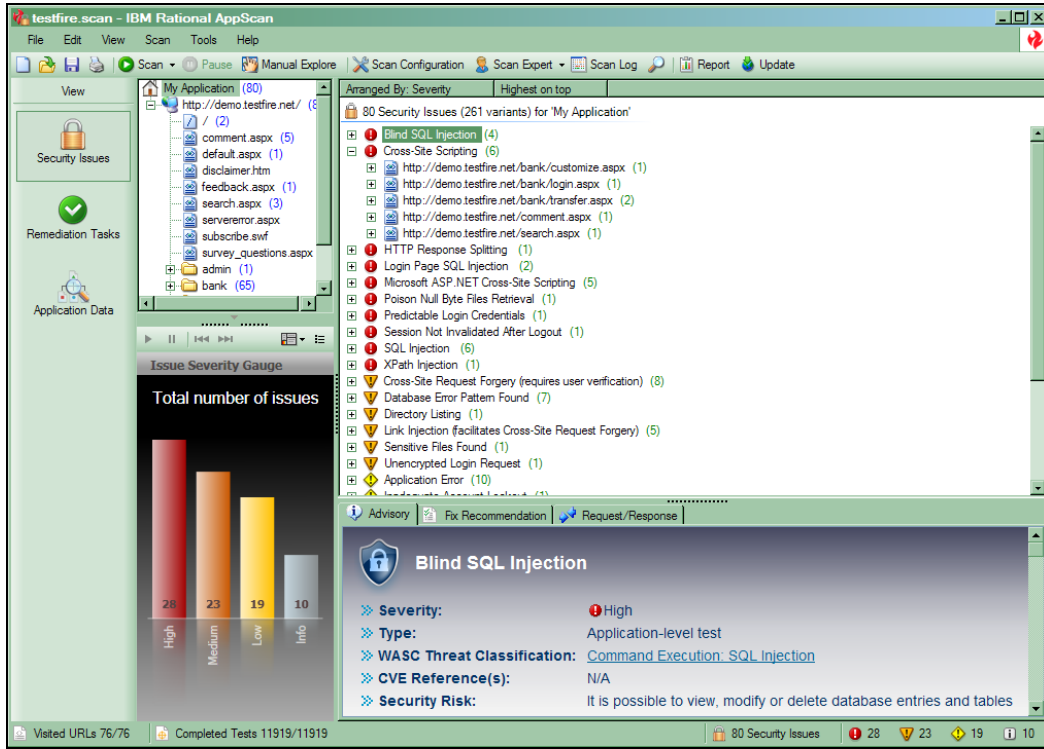 testfire.scan - IBM Rational AppScan
File Edit View Scan Tools Help
Scan Pause Manual Explore Scan Configuration Scan Expert Scan Log Report Update
View
Security Issues
Remediation Tasks
Application Data
My Application (80)
http://demo.testfire.net/ (8
/ (2)
comment.aspx (5)
default.aspx (1)
disclaimer.htm
feedback.aspx (1)
search.aspx (3)
servererror.aspx
subscribe.swf
survey_questions.aspx
admin (1)
bank (65)
Issue Severity Gauge
Total number of issues
28 23 19 10
High Medium Low Info
Arranged By: Severity Highest on top
80 Security Issues (261 variants) for 'My Application'
Blind SQL Injection (4)
Cross-Site Scripting (6)
http://demo.testfire.net/bank/customize.aspx (1)
http://demo.testfire.net/bank/login.aspx (1)
http://demo.testfire.net/bank/transfer.aspx (2)
http://demo.testfire.net/comment.aspx (1)
http://demo.testfire.net/search.aspx (1)
HTTP Response Splitting (1)
Login Page SQL Injection (2)
Microsoft ASP.NET Cross-Site Scripting (5)
Poison Null Byte Files Retrieval (1)
Predictable Login Credentials (1)
Session Not Invalidated After Logout (1)
SQL Injection (6)
XPath Injection (1)
Cross-Site Request Forgery (requires user verification) (8)
Database Error Pattern Found (7)
Directory Listing (1)
Link Injection (facilitates Cross-Site Request Forgery) (5)
Sensitive Files Found (1)
Unencrypted Login Request (1)
Application Error (10)
Inadequate Account Lockout (1)
Advisory Fix Recommendation Request/Response
Blind SQL Injection
Severity: High
Type: Application-level test
WASC Threat Classification: Command Execution: SQL Injection
CVE Reference(s): N/A
Security Risk: It is possible to view, modify or delete database entries and tables
Visited URLs 76/76 Completed Tests 11919/11919 80 Security Issues 28 23 19 10